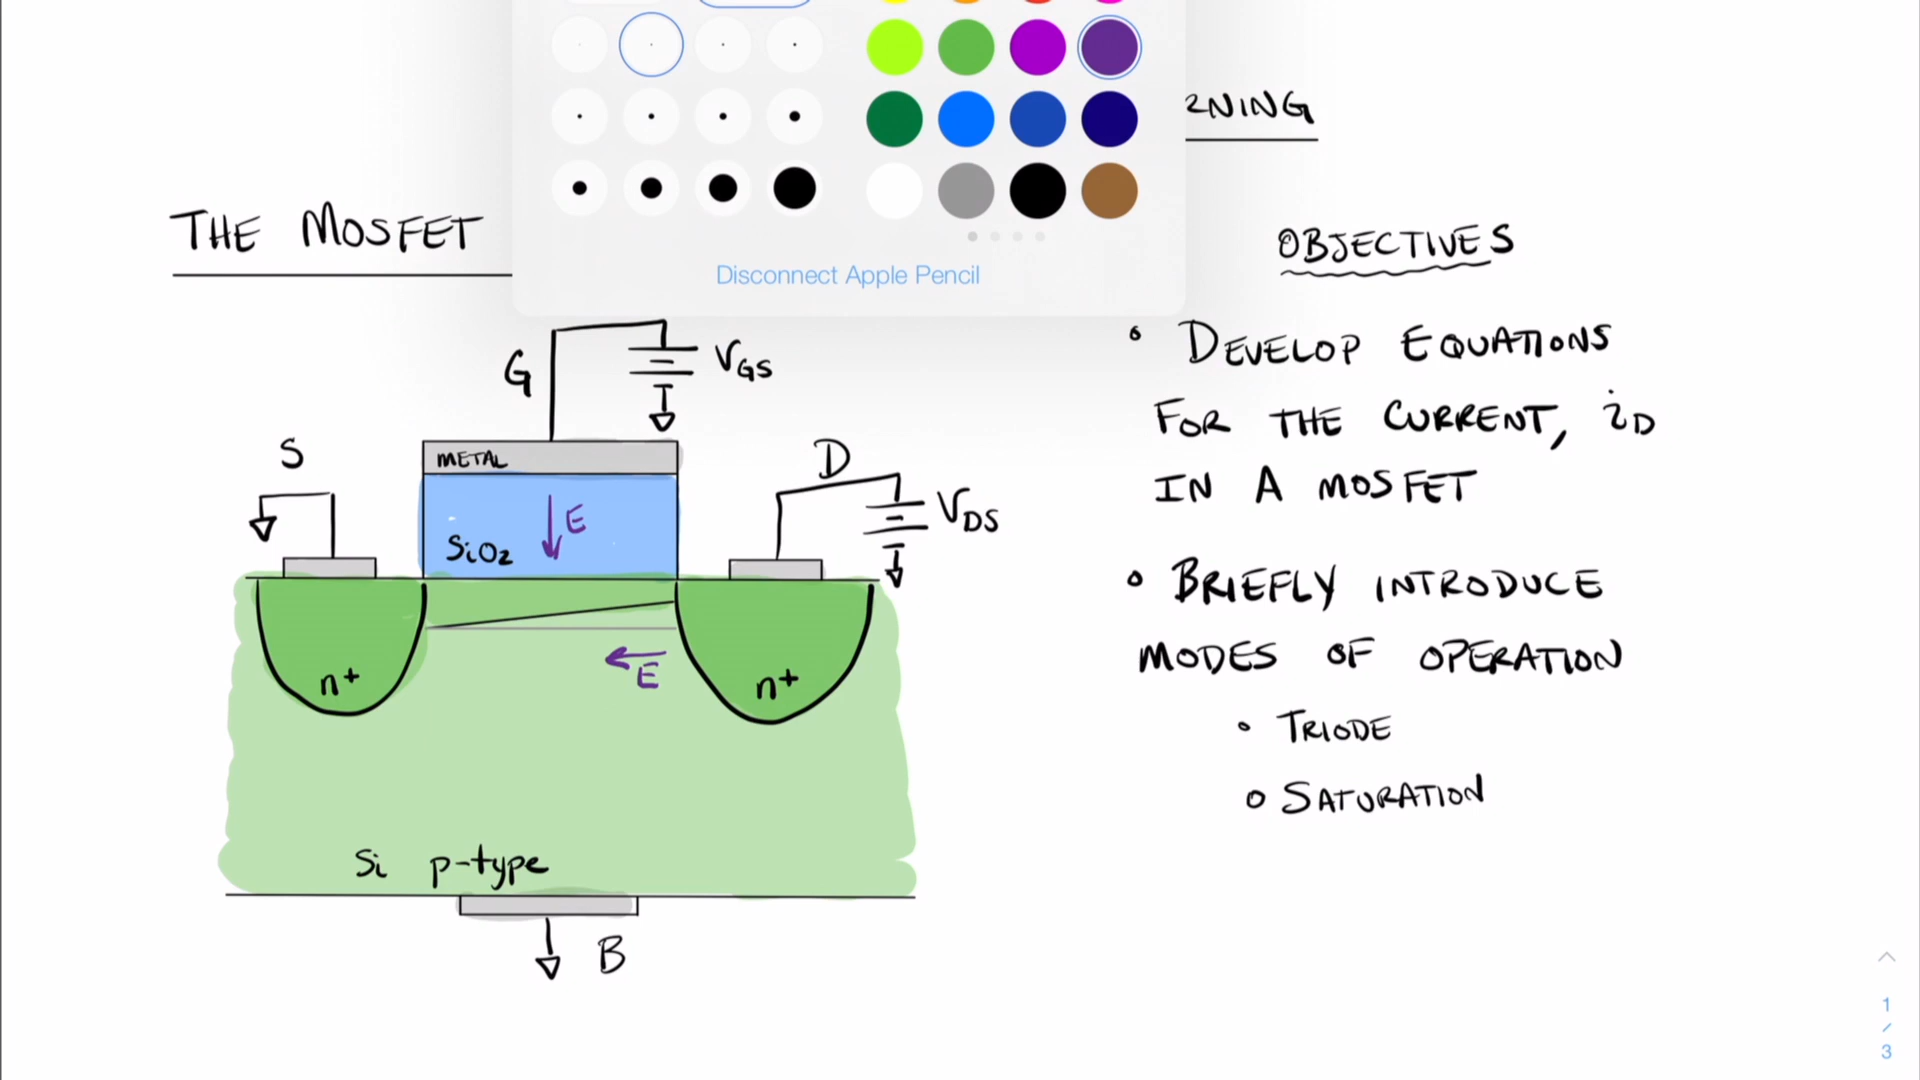 RNING
THE MOSFET
Disconnect Apple Pencil
G
VGS
S
METAL
D
VDS
E
SiO2
E
n+
n+
Si p-type
B
OBJECTIVES
• DEVELOP EQUATIONS
FOR THE CURRENT, iD
IN A MOSFET
• BRIEFLY INTRODUCE
MODES OF OPERATION
• TRIODE
• SATURATION
1
/
3